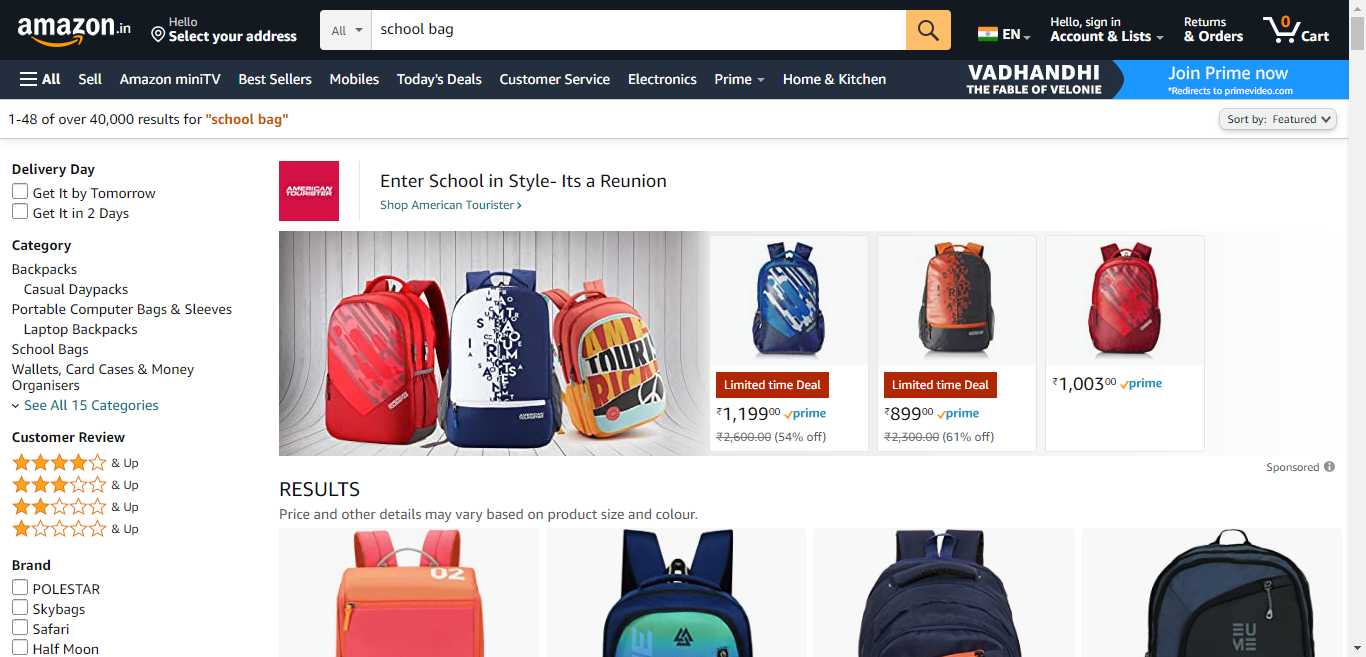 amazon.in
Hello
Select your address
All
school bag
EN
Hello, sign in
Account & Lists
Returns
& Orders
0
Cart
All Sell Amazon miniTV Best Sellers Mobiles Today's Deals Customer Service Electronics Prime Home & Kitchen
VADHANDHI
THE FABLE OF VELONIE
Join Prime now
*Redirects to primevideo.com
1-48 of over 40,000 results for "school bag"
Sort by: Featured
Delivery Day
Get It by Tomorrow
Get It in 2 Days
Category
Backpacks
Casual Daypacks
Portable Computer Bags & Sleeves
Laptop Backpacks
School Bags
Wallets, Card Cases & Money
Organisers
See All 15 Categories
Customer Review
& Up
& Up
& Up
& Up
Brand
POLESTAR
Skybags
Safari
Half Moon
AMERICAN
TOURISTER
Enter School in Style- Its a Reunion
Shop American Tourister ›
Limited time Deal
₹1,19900 prime
₹2,600.00 (54% off)
Limited time Deal
₹89900 prime
₹2,300.00 (61% off)
₹1,00300 prime
Sponsored
RESULTS
Price and other details may vary based on product size and colour.
02
EU
ME